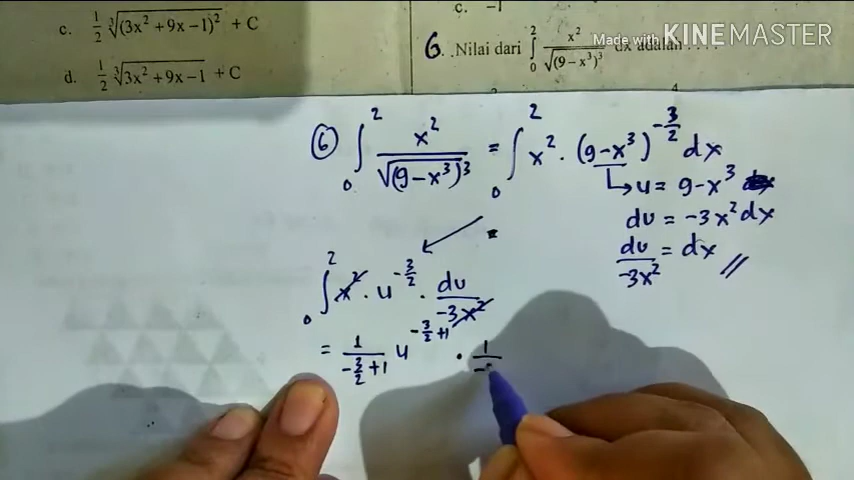 c. 1/2 ∛(3x² + 9x − 1)² + C
d. 1/2 ∛3x² + 9x − 1 + C
c. −1
6. Nilai dari ∫₀² x²/√(9 − x³)³ dx adalah ....
Made with KINEMASTER
⑥ ∫₀² x²/√(9 − x³)³ = ∫₀² x² · (9 − x³)^(−3/2) dx
↳ u = 9 − x³
du = −3x² dx
du/−3x² = dx //
∫₀² x² · u^(−3/2) · du/−3x²
= 1/(−3/2 + 1) u^(−3/2 + 1) · 1/−